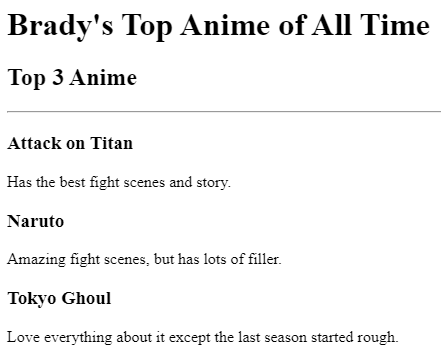 Brady's Top Anime of All Time
Top 3 Anime
Attack on Titan
Has the best fight scenes and story.
Naruto
Amazing fight scenes, but has lots of filler.
Tokyo Ghoul
Love everything about it except the last season started rough.